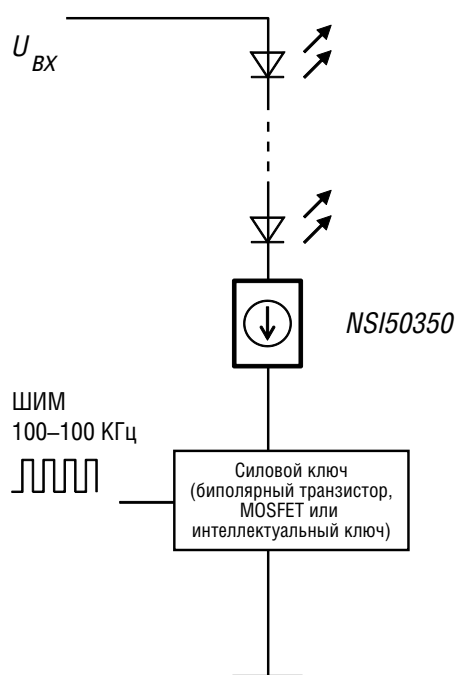 U ВХ
NSI50350
ШИМ
100–100 КГц
Силовой ключ
(биполярный транзистор,
MOSFET или
интеллектуальный ключ)